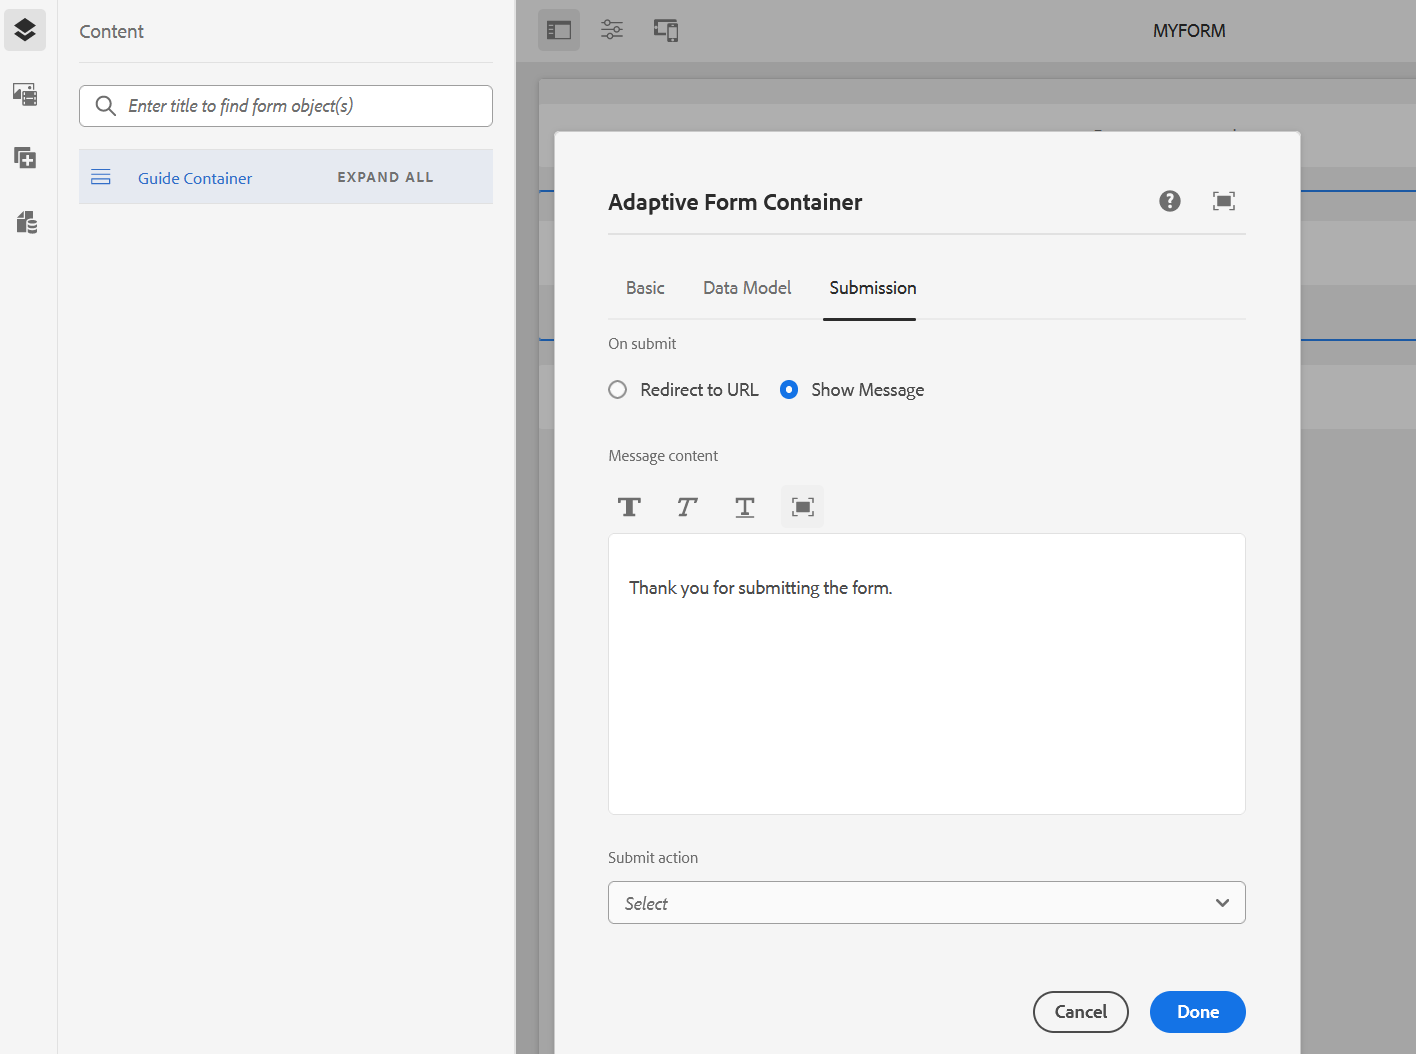 Content
MYFORM
Enter title to find form object(s)
Guide Container EXPAND ALL
Adaptive Form Container
Basic Data Model Submission
On submit
Redirect to URL Show Message
Message content
T T T
Thank you for submitting the form.
Submit action
Select
Cancel Done